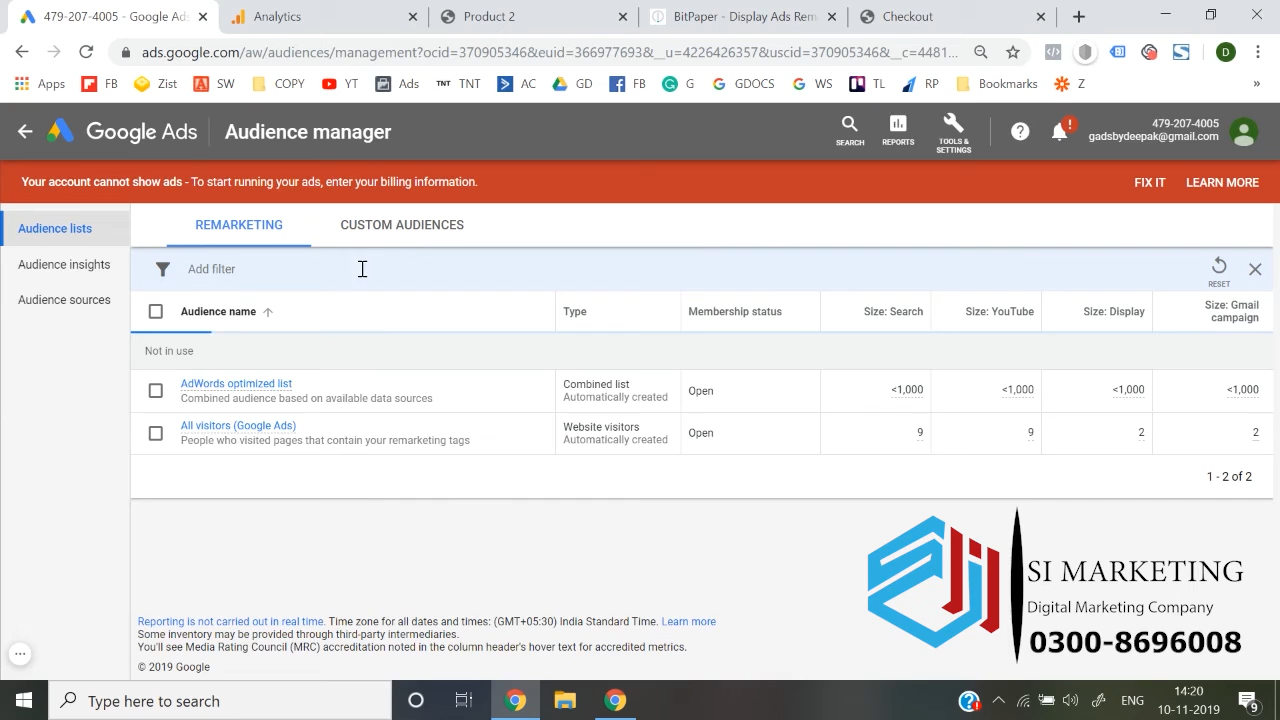 479-207-4005 - Google Ad
Analytics
Product 2
BitPaper - Display Ads Rem
Checkout
ads.google.com/aw/audiences/management?ocid=370905346&euid=366977693&__u=4226426357&uscid=370905346&__c=4481...
Apps
FB
Zist
SW
COPY
YT
Ads
TNT
TNT
AC
GD
FB
G
GDOCS
WS
TL
RP
Bookmarks
Z
»
Google Ads
Audience manager
SEARCH
REPORTS
TOOLS &
SETTINGS
479-207-4005
gadsbydeepak@gmail.com
Your account cannot show ads - To start running your ads, enter your billing information.
FIX IT
LEARN MORE
Audience lists
Audience insights
Audience sources
REMARKETING
CUSTOM AUDIENCES
Add filter
RESET
Audience name
Type
Membership status
Size: Search
Size: YouTube
Size: Display
Size: Gmail
campaign
Not in use
AdWords optimized list
Combined audience based on available data sources
Combined list
Automatically created
Open
<1,000
<1,000
<1,000
<1,000
All visitors (Google Ads)
People who visited pages that contain your remarketing tags
Website visitors
Automatically created
Open
9
9
2
2
1 - 2 of 2
SI MARKETING
Digital Marketing Company
0300-8696008
Reporting is not carried out in real time. Time zone for all dates and times: (GMT+05:30) India Standard Time. Learn more
Some inventory may be provided through third-party intermediaries.
You'll see Media Rating Council (MRC) accreditation noted in the column header's hover text for accredited metrics.
© 2019 Google
Type here to search
ENG
14:20
10-11-2019
9